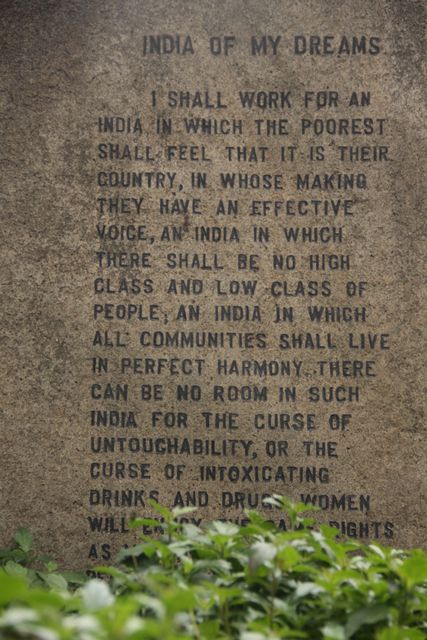 INDIA OF MY DREAMS
I SHALL WORK FOR AN
INDIA IN WHICH THE POOREST
SHALL FEEL THAT IT IS THEIR
COUNTRY, IN WHOSE MAKING
THEY HAVE AN EFFECTIVE
VOICE, AN INDIA IN WHICH
THERE SHALL BE NO HIGH
CLASS AND LOW CLASS OF
PEOPLE; AN INDIA IN WHICH
ALL COMMUNITIES SHALL LIVE
IN PERFECT HARMONY. THERE
CAN BE NO ROOM IN SUCH
INDIA FOR THE CURSE OF
UNTOUCHABILITY, OR THE
CURSE OF INTOXICATING
DRINKS AND DRUGS. WOMEN
WILL RIGHTS
AS